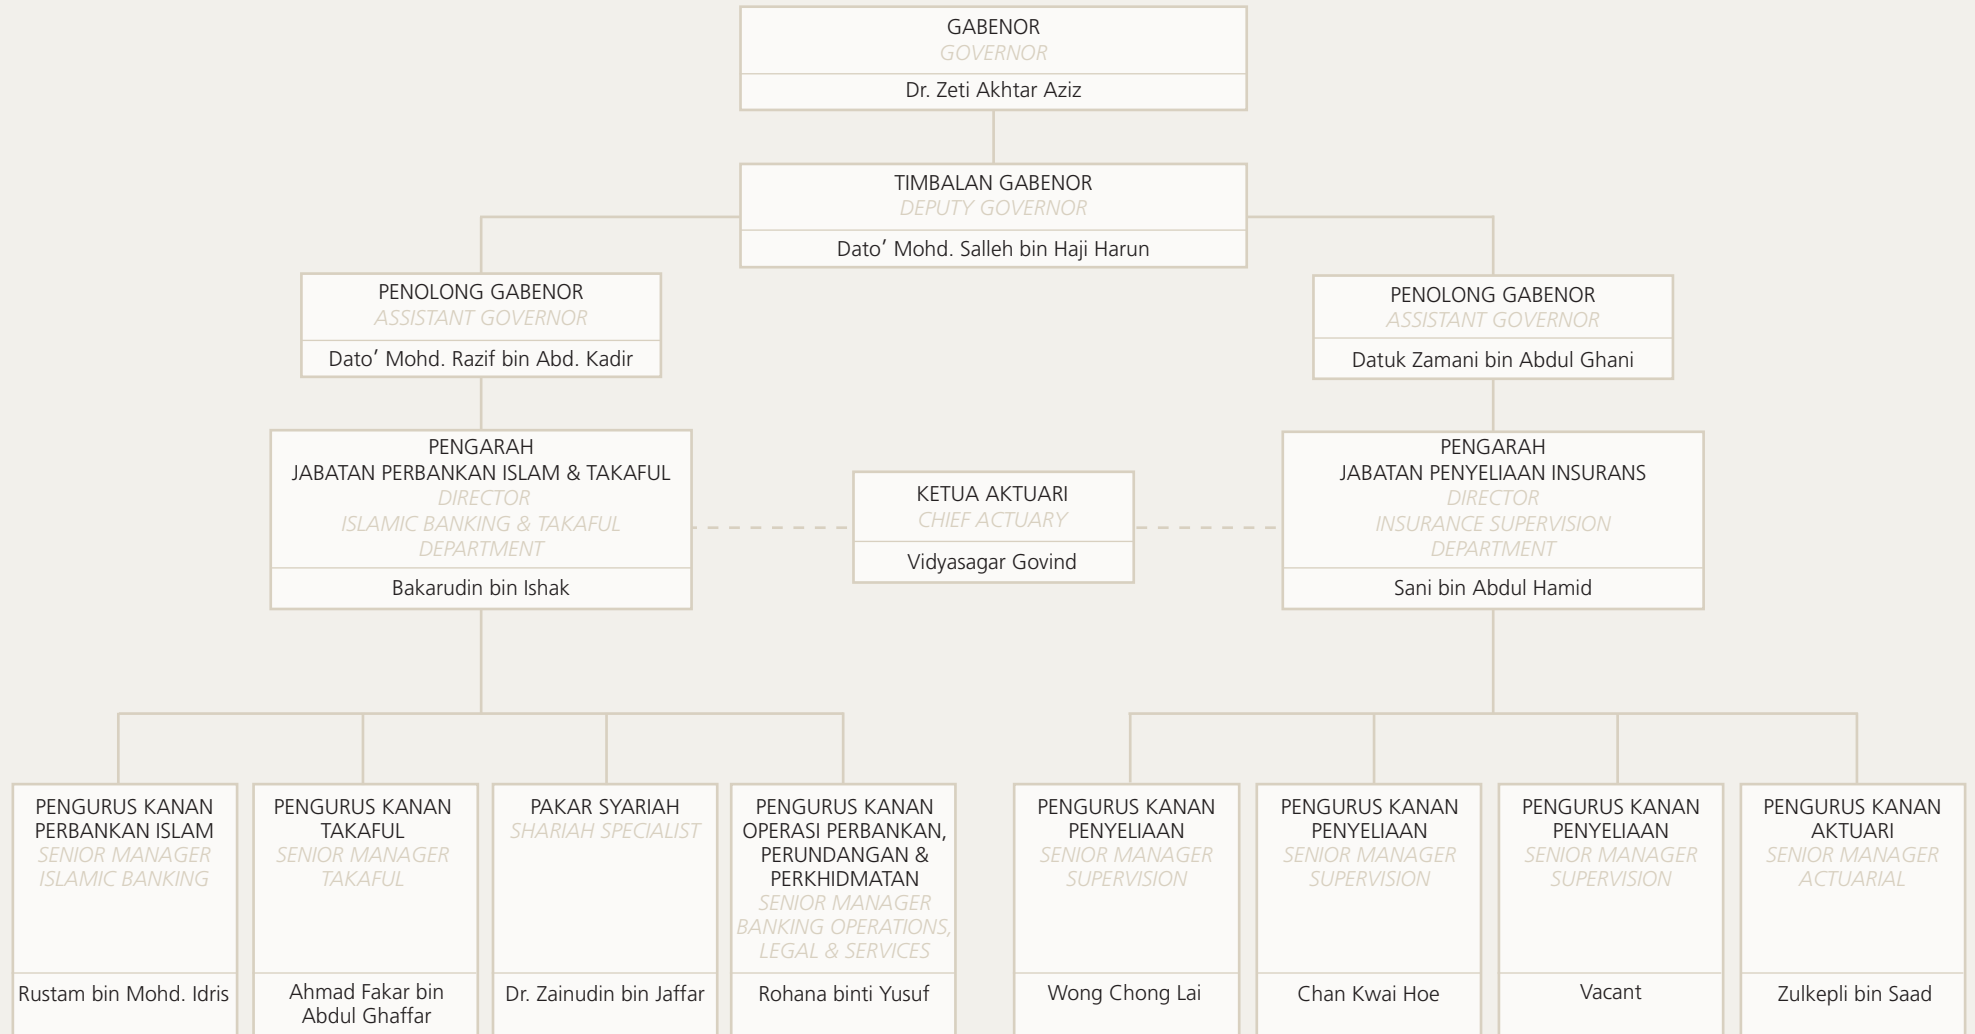 GABENOR
GOVERNOR
Dr. Zeti Akhtar Aziz
TIMBALAN GABENOR
DEPUTY GOVERNOR
Dato’ Mohd. Salleh bin Haji Harun
PENOLONG GABENOR
ASSISTANT GOVERNOR
Dato’ Mohd. Razif bin Abd. Kadir
PENOLONG GABENOR
ASSISTANT GOVERNOR
Datuk Zamani bin Abdul Ghani
PENGARAH
JABATAN PERBANKAN ISLAM & TAKAFUL
DIRECTOR
ISLAMIC BANKING & TAKAFUL
DEPARTMENT
Bakarudin bin Ishak
KETUA AKTUARI
CHIEF ACTUARY
Vidyasagar Govind
PENGARAH
JABATAN PENYELIAAN INSURANS
DIRECTOR
INSURANCE SUPERVISION
DEPARTMENT
Sani bin Abdul Hamid
PENGURUS KANAN
PERBANKAN ISLAM
SENIOR MANAGER
ISLAMIC BANKING
Rustam bin Mohd. Idris
PENGURUS KANAN
TAKAFUL
SENIOR MANAGER
TAKAFUL
Ahmad Fakar bin
Abdul Ghaffar
PAKAR SYARIAH
SHARIAH SPECIALIST
Dr. Zainudin bin Jaffar
PENGURUS KANAN
OPERASI PERBANKAN,
PERUNDANGAN &
PERKHIDMATAN
SENIOR MANAGER
BANKING OPERATIONS,
LEGAL & SERVICES
Rohana binti Yusuf
PENGURUS KANAN
PENYELIAAN
SENIOR MANAGER
SUPERVISION
Wong Chong Lai
PENGURUS KANAN
PENYELIAAN
SENIOR MANAGER
SUPERVISION
Chan Kwai Hoe
PENGURUS KANAN
PENYELIAAN
SENIOR MANAGER
SUPERVISION
Vacant
PENGURUS KANAN
AKTUARI
SENIOR MANAGER
ACTUARIAL
Zulkepli bin Saad